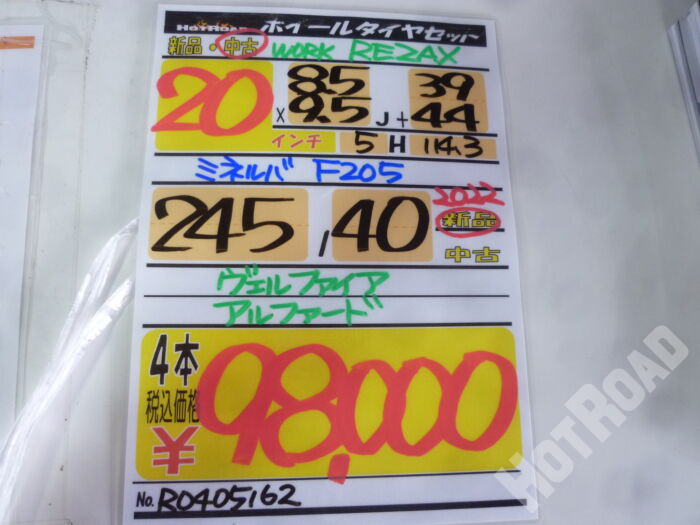 HotRoad ホイールタイヤセット
新品・中古 WORK REZAX
20 × 8.5 9.5 J+ 39 44
インチ 5 H 114.3
ミネルバ F205
245 / 40 2022 新品 中古
ヴェルファイア
アルファード
4本 税込価格 ¥ 98,000
No. R0405162
HOTROAD